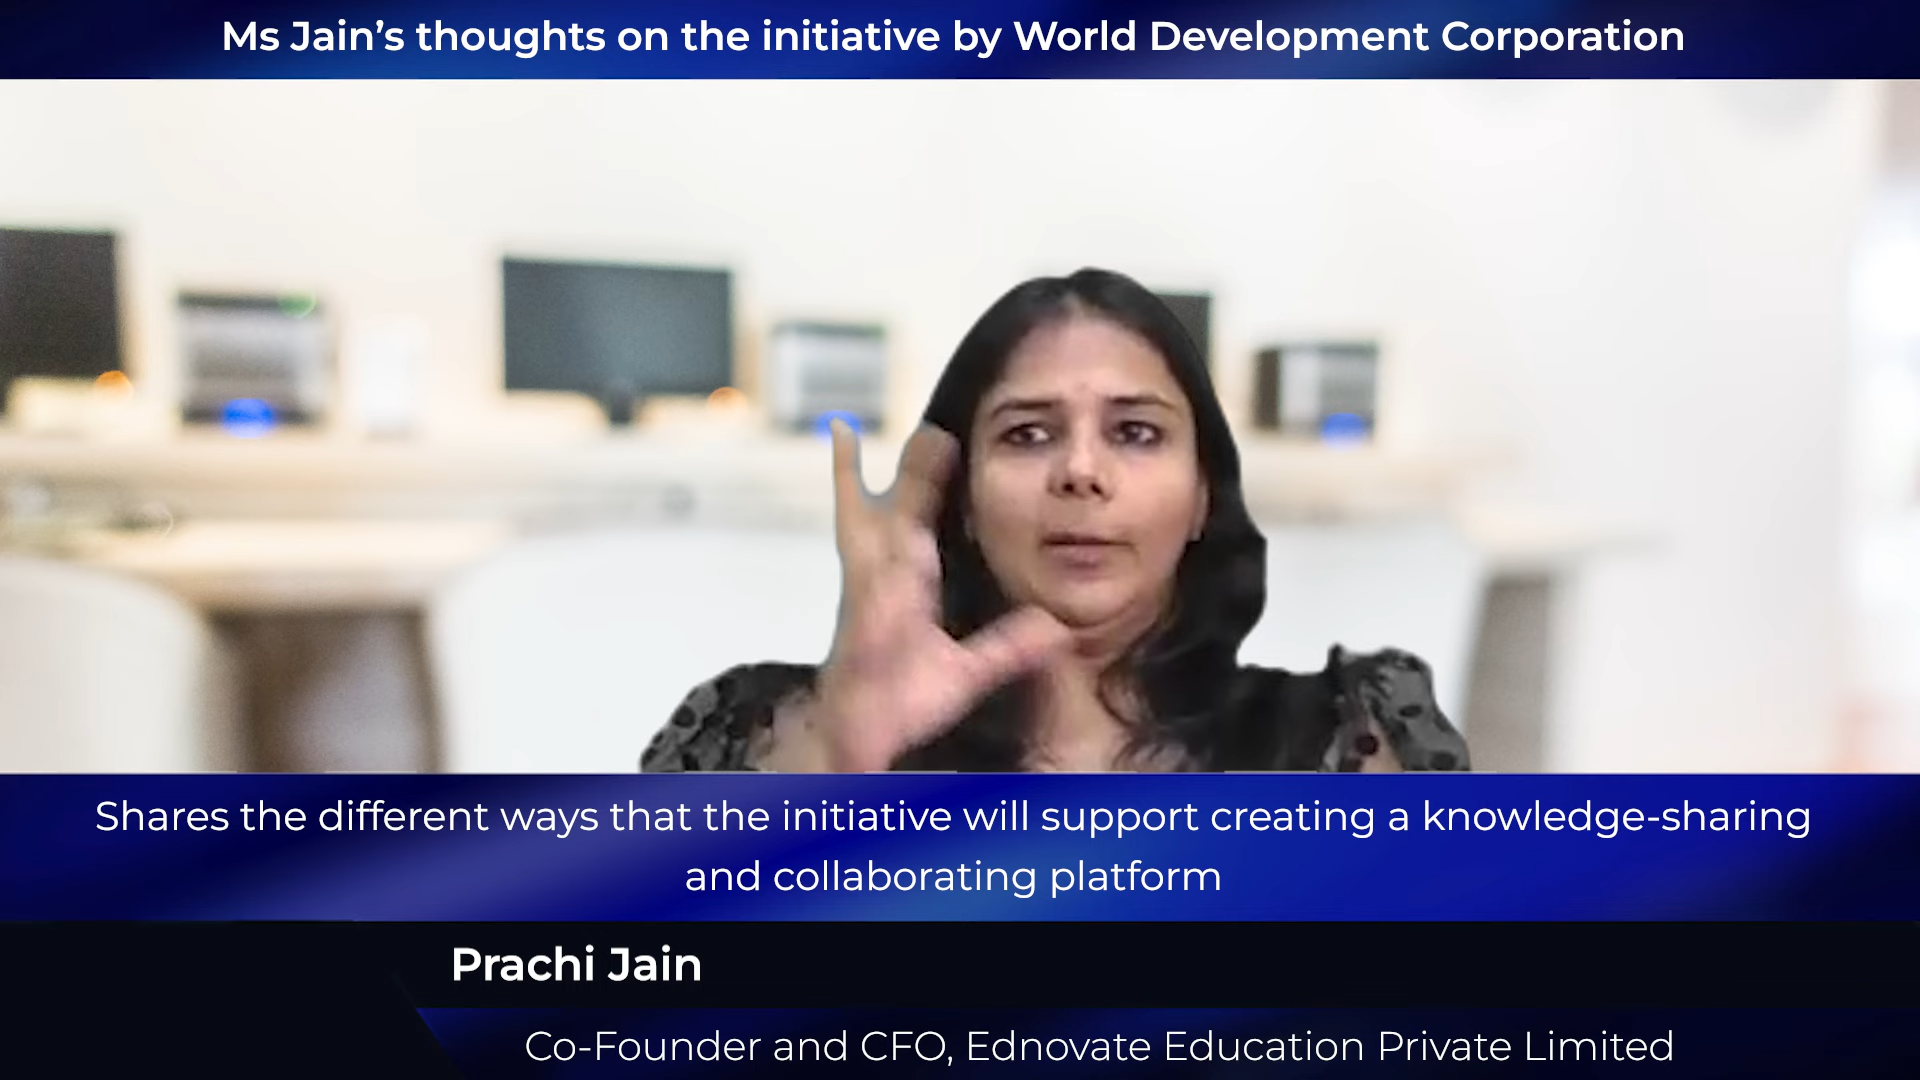 Ms Jain’s thoughts on the initiative by World Development Corporation
Shares the different ways that the initiative will support creating a knowledge-sharing
and collaborating platform
Prachi Jain
Co-Founder and CFO, Ednovate Education Private Limited